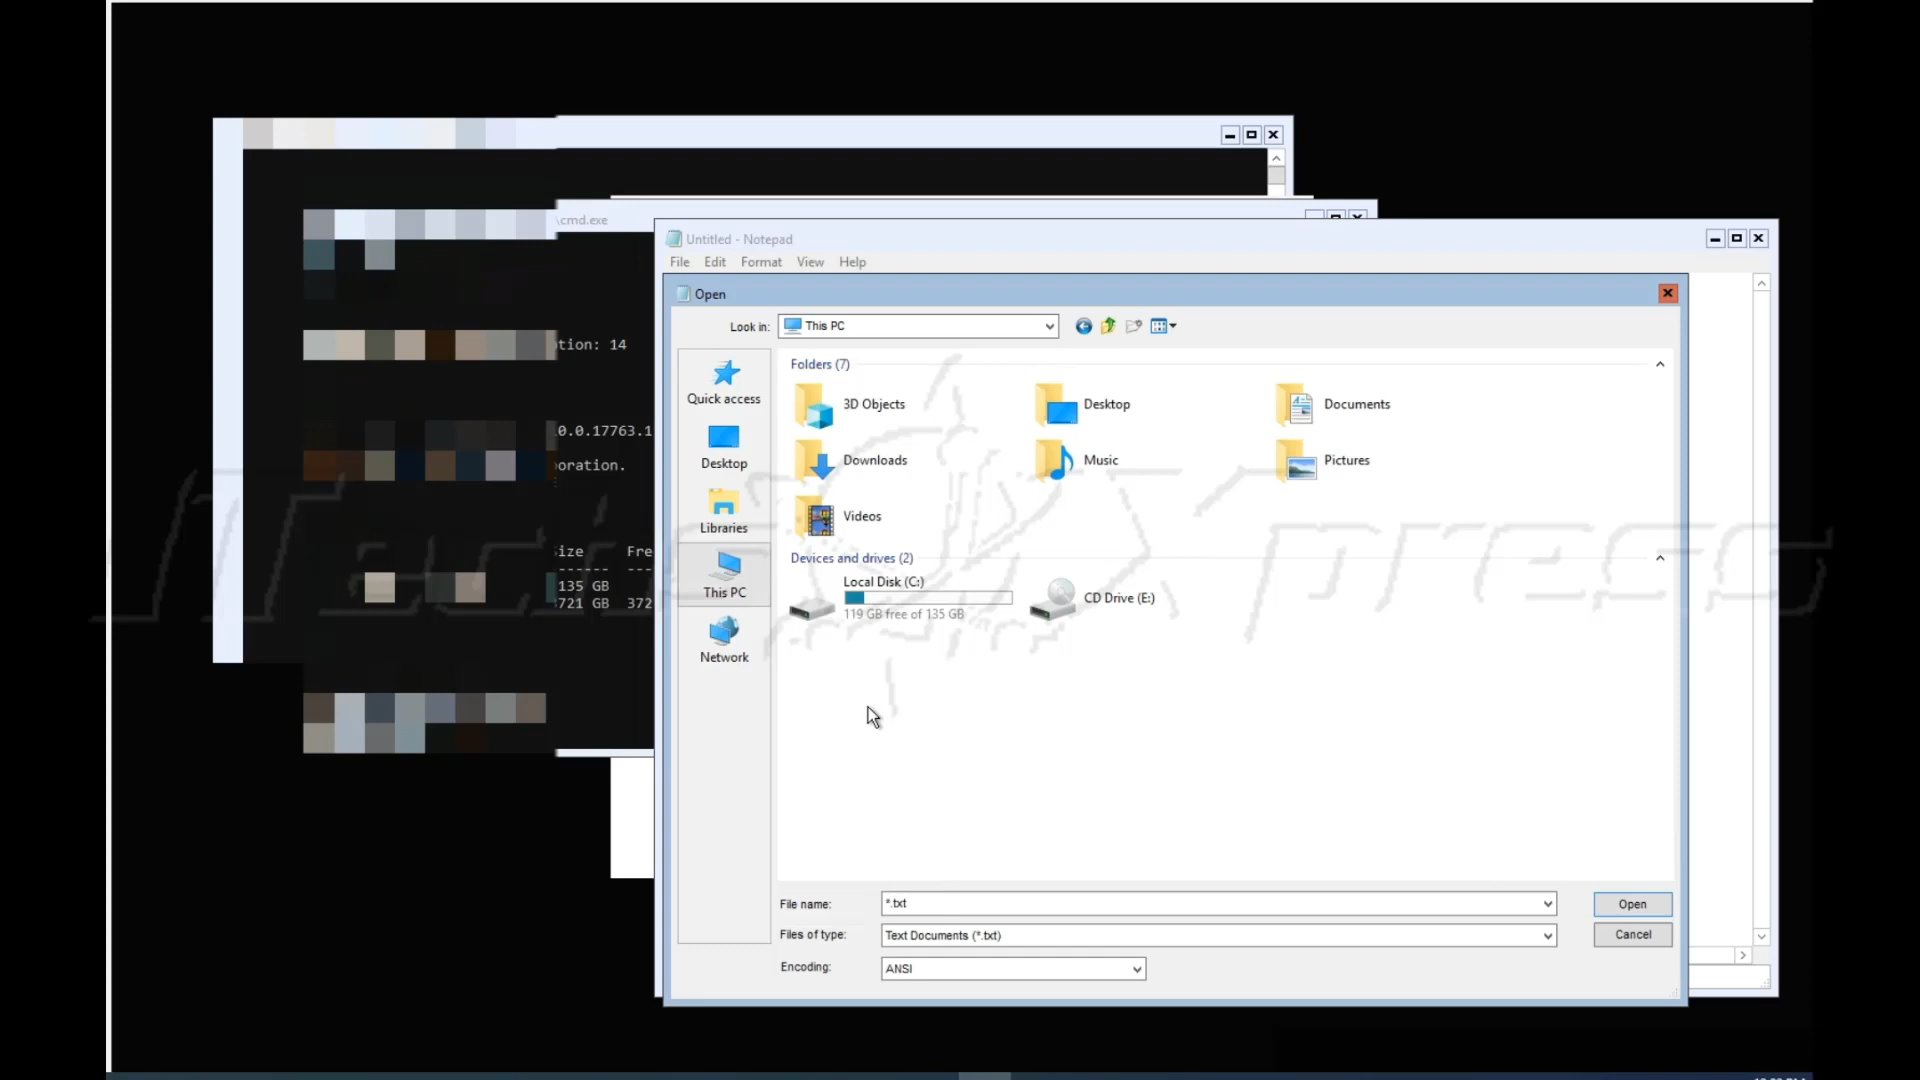 \cmd.exe
tion: 14
0.0.17763.1
oration.
ize Fre
135 GB
721 GB 372
Untitled - Notepad
File Edit Format View Help
Open
Look in: This PC
Quick access
Desktop
Libraries
This PC
Network
Folders (7)
3D Objects
Desktop
Documents
Downloads
Music
Pictures
Videos
Devices and drives (2)
Local Disk (C:)
119 GB free of 135 GB
CD Drive (E:)
File name: *.txt
Open
Files of type: Text Documents (*.txt)
Cancel
Encoding: ANSI